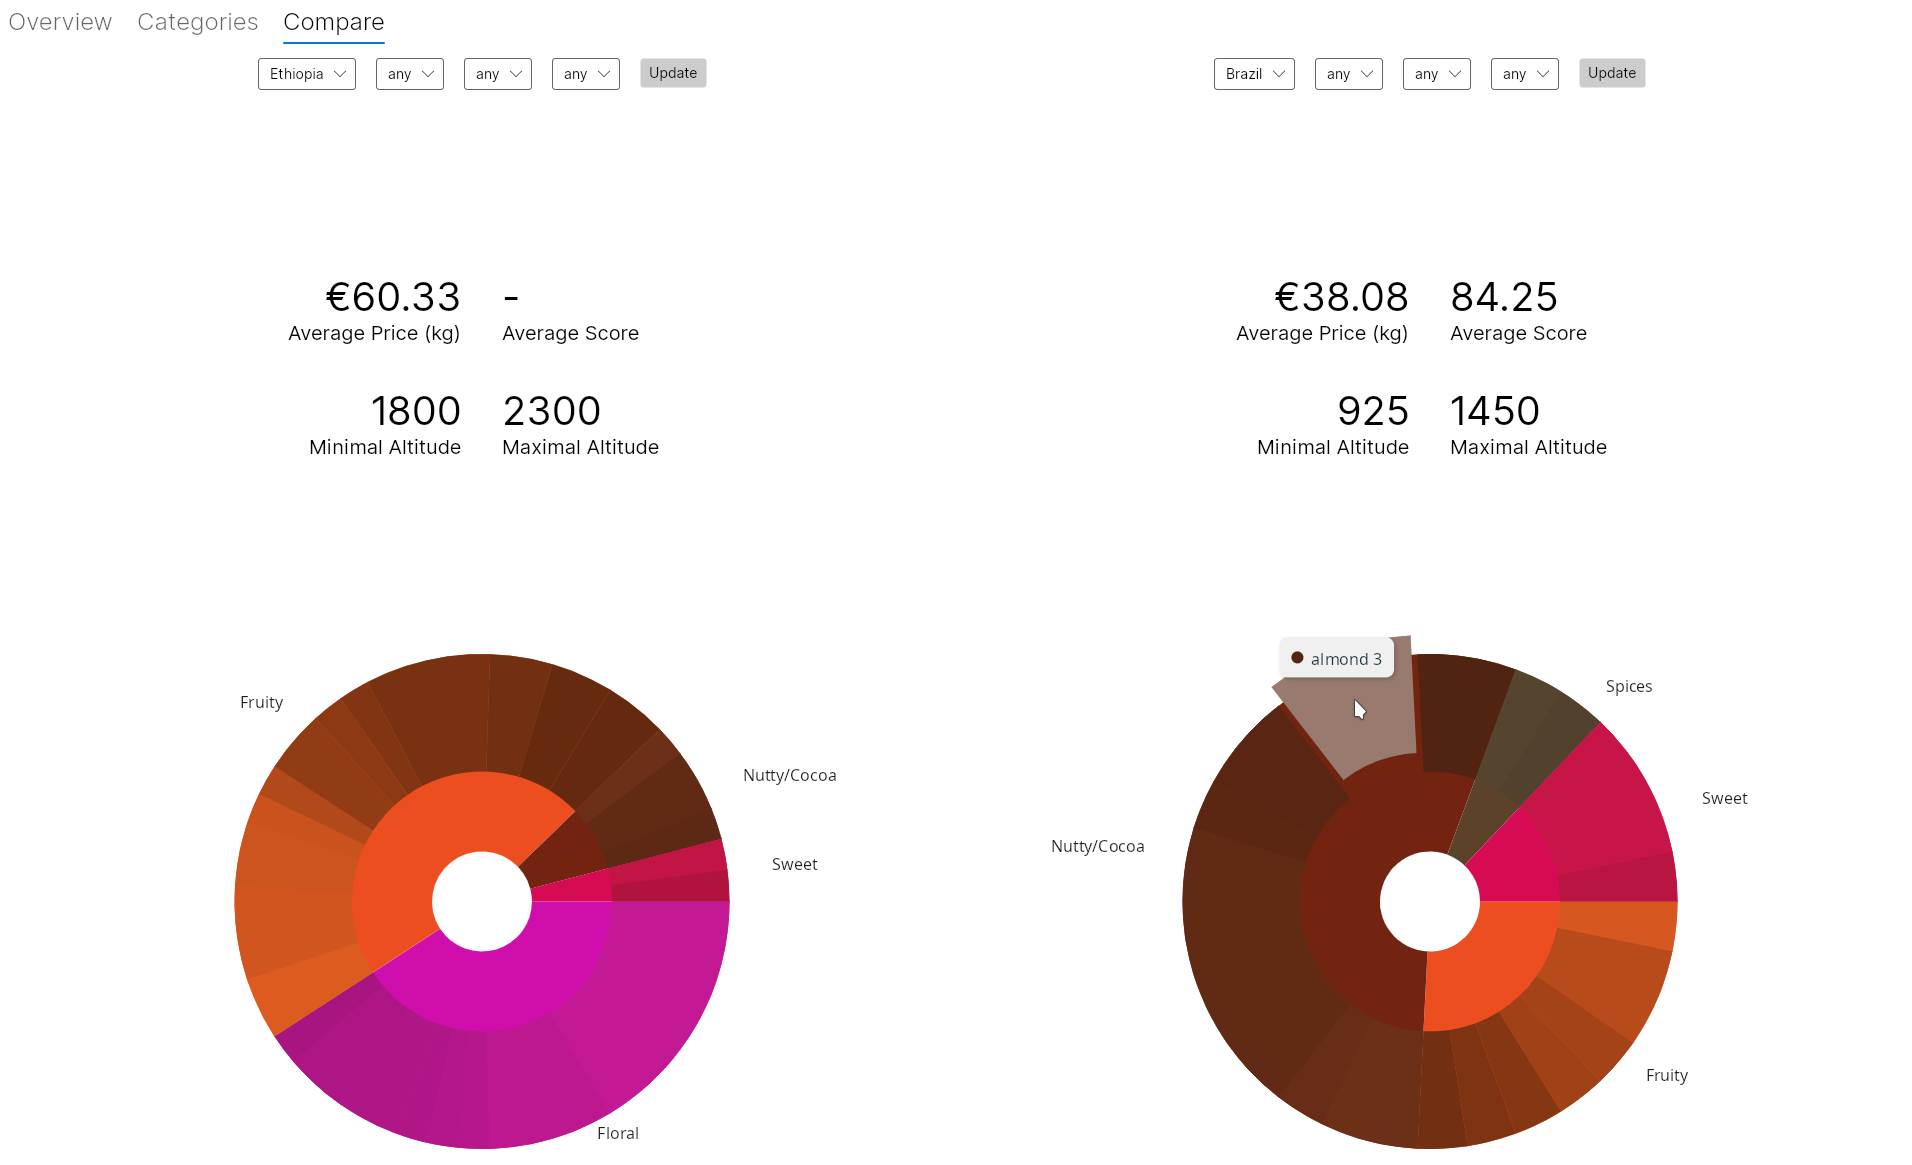 Overview Categories Compare
Ethiopia any any any Update
Brazil any any any Update
€60.33 -
Average Price (kg) Average Score
1800 2300
Minimal Altitude Maximal Altitude
€38.08 84.25
Average Price (kg) Average Score
925 1450
Minimal Altitude Maximal Altitude
Fruity
Nutty/Cocoa
Sweet
Floral
almond 3
Spices
Sweet
Nutty/Cocoa
Fruity